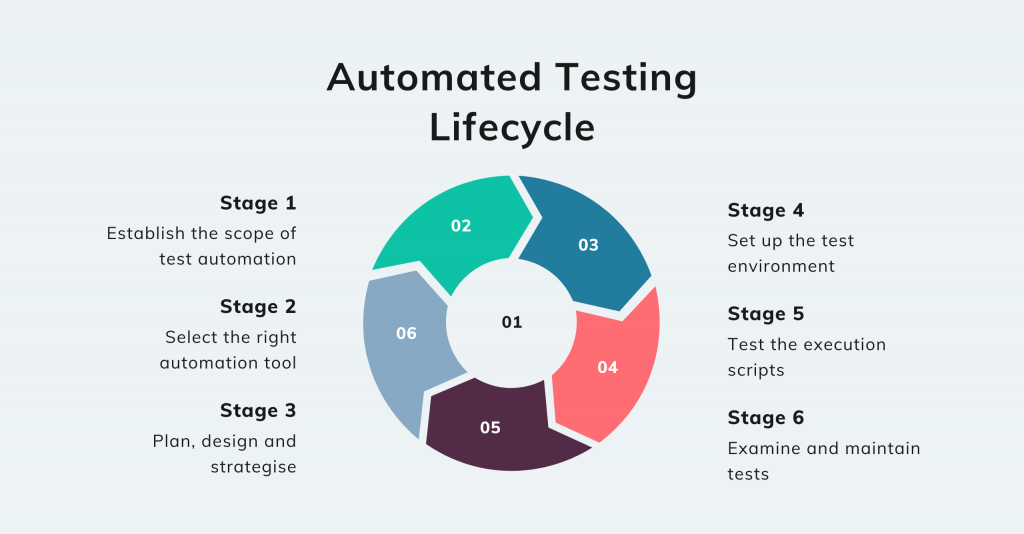 Automated Testing
Lifecycle
Stage 1
Establish the scope of
test automation
Stage 2
Select the right
automation tool
Stage 3
Plan, design and
strategise
02
03
01
06
04
05
Stage 4
Set up the test
environment
Stage 5
Test the execution
scripts
Stage 6
Examine and maintain
tests